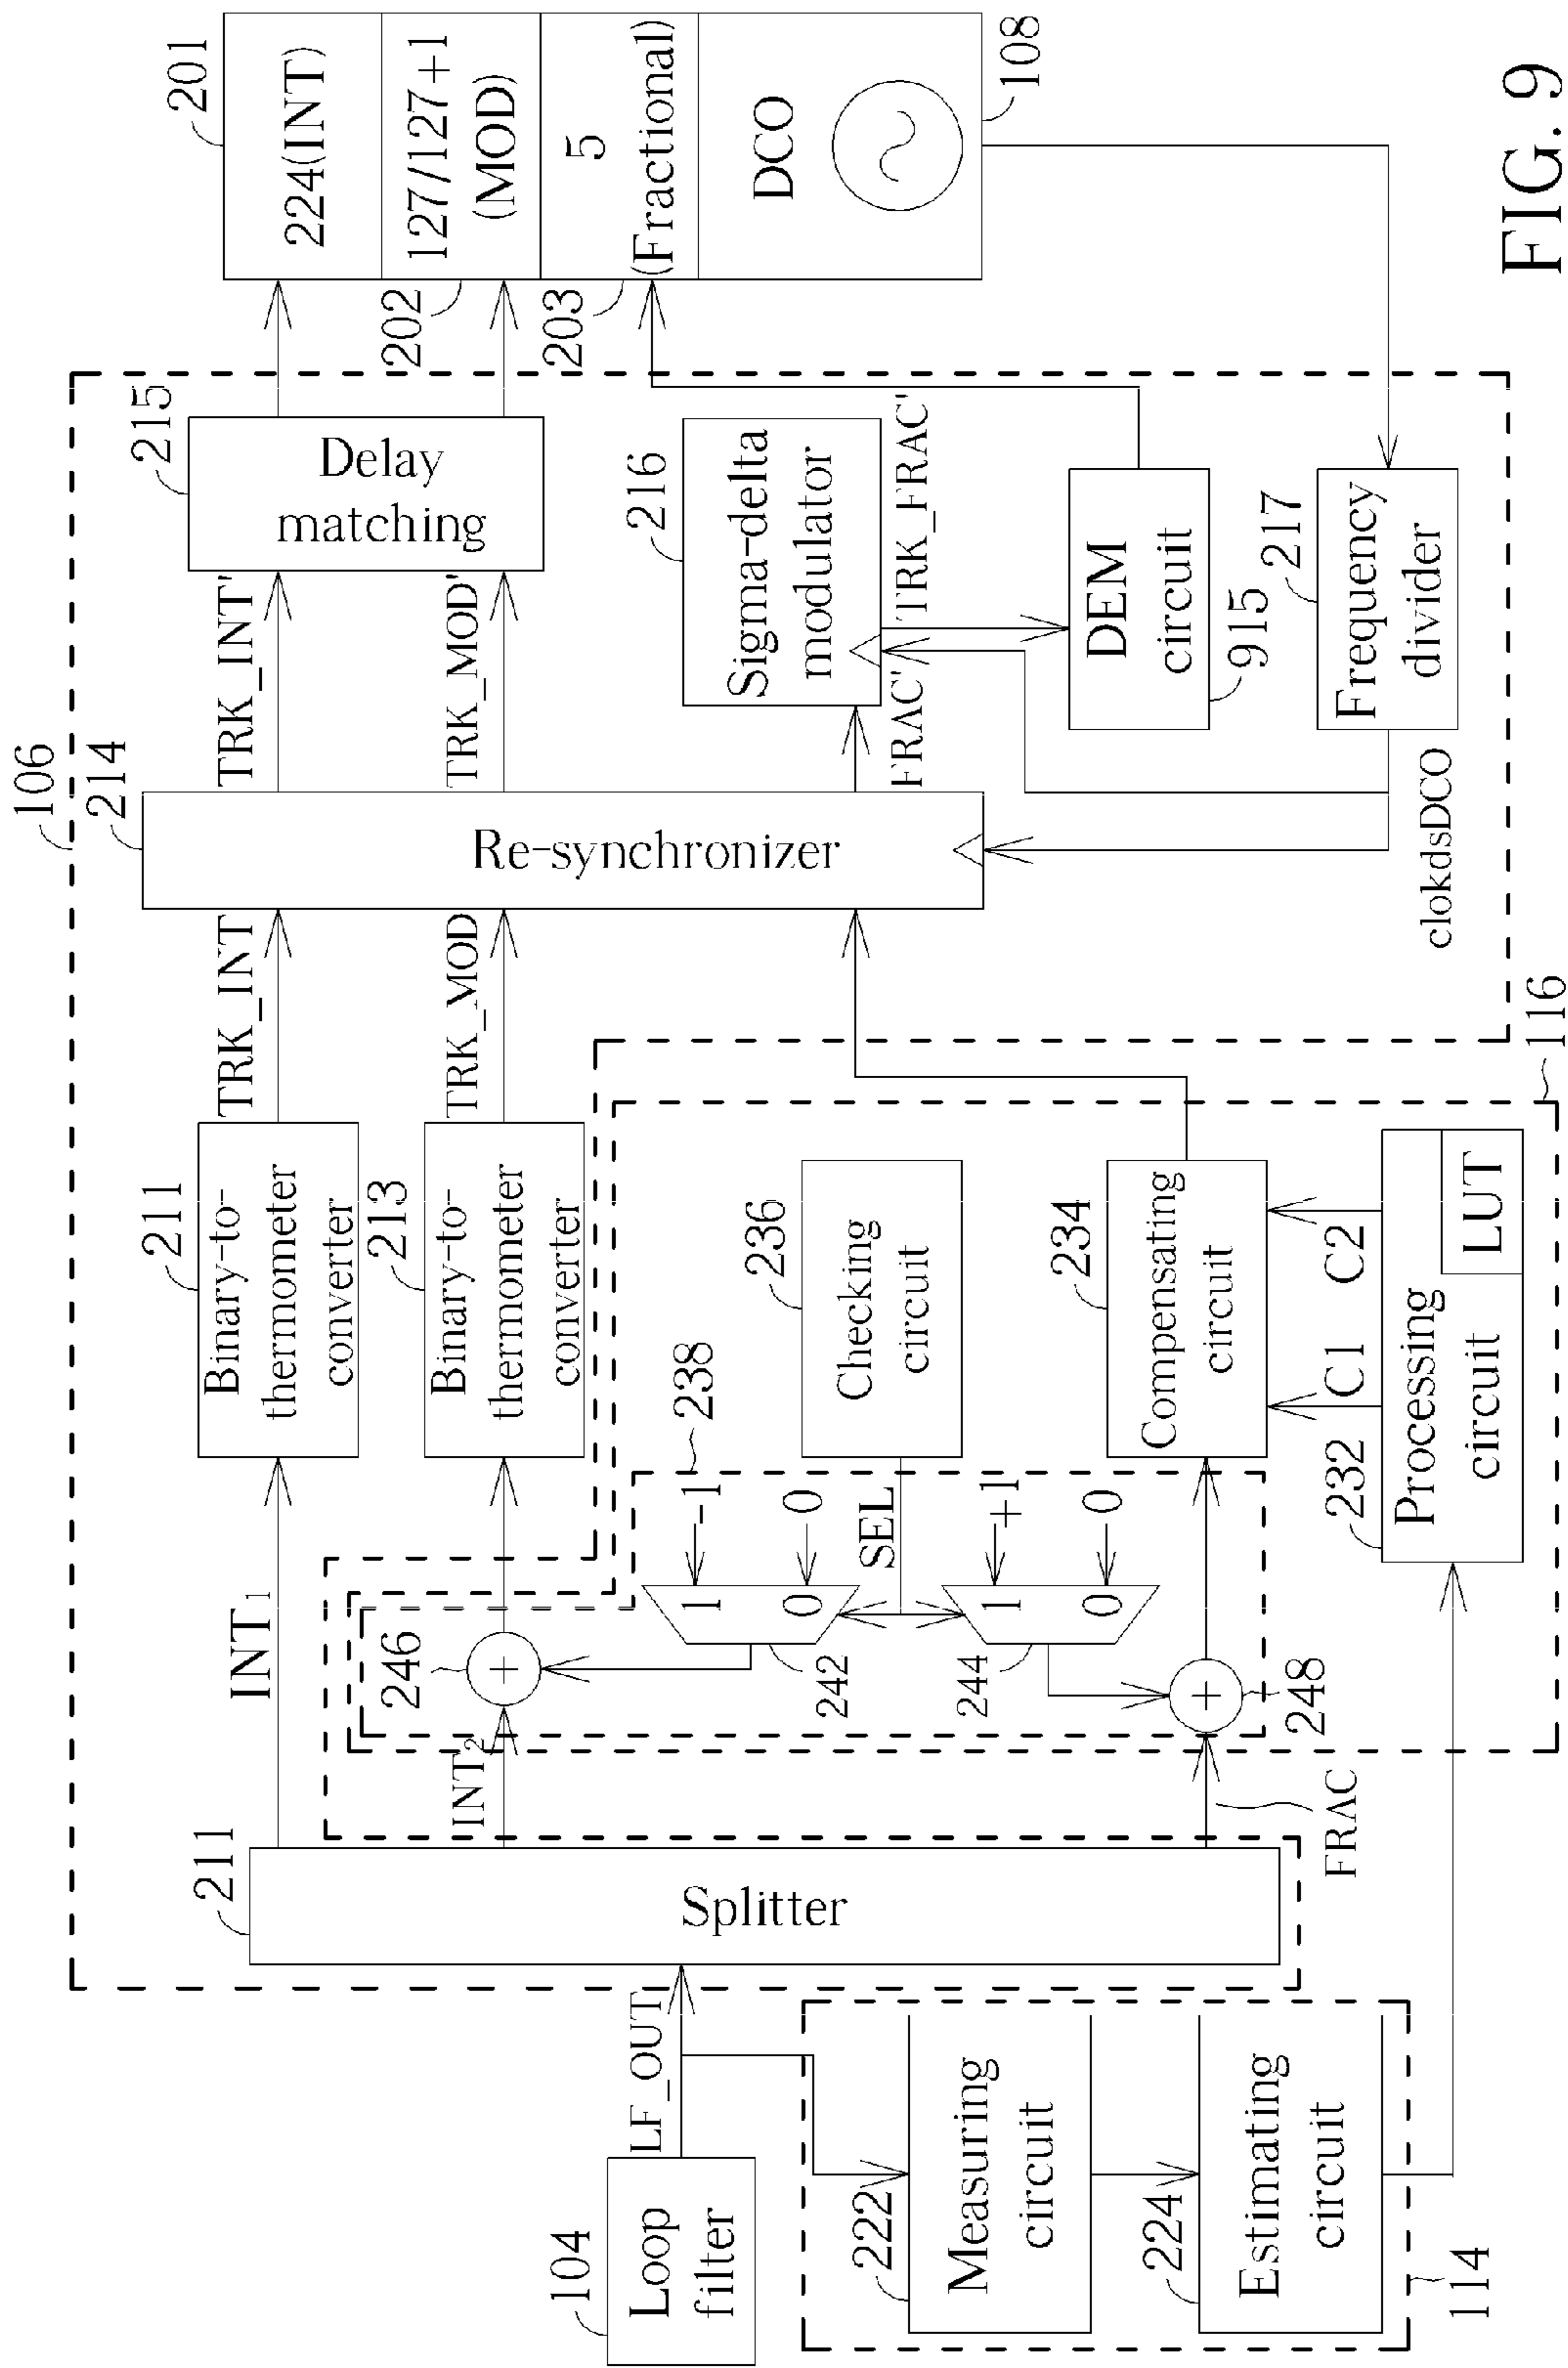 106
211
INT1
211
Binary-to-
thermometer
converter
TRK_INT
214
TRK_INT'
215
Delay
matching
201
224(INT)
127/127+1
(MOD)
202
5
(Fractional)
203
DCO
108
213
Binary-to-
thermometer
converter
TRK_MOD
TRK_MOD'
Re-synchronizer
INT2
246
+
238
-1
0
1
0
242
SEL
+1
0
1
0
244
+
248
236
Checking
circuit
234
Compensating
circuit
C1
C2
232
Processing
circuit
LUT
116
216
Sigma-delta
modulator
FRAC'
TRK_FRAC'
DEM
circuit
915
217
Frequency
divider
clokdsDCO
Splitter
FRAC
LF_OUT
104
Loop
filter
222
Measuring
circuit
224
Estimating
circuit
114
FIG. 9